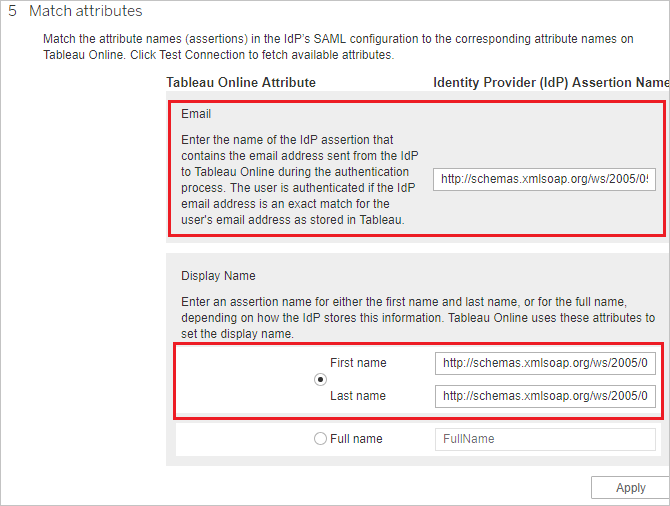 5 Match attributes
Match the attribute names (assertions) in the IdP's SAML configuration to the corresponding attribute names on
Tableau Online. Click Test Connection to fetch available attributes.
Tableau Online Attribute Identity Provider (IdP) Assertion Name
Email
Enter the name of the IdP assertion that
contains the email address sent from the IdP
to Tableau Online during the authentication
process. The user is authenticated if the IdP
email address is an exact match for the
user's email address as stored in Tableau.
http://schemas.xmlsoap.org/ws/2005/05
Display Name
Enter an assertion name for either the first name and last name, or for the full name,
depending on how the IdP stores this information. Tableau Online uses these attributes to
set the display name.
First name http://schemas.xmlsoap.org/ws/2005/0
Last name http://schemas.xmlsoap.org/ws/2005/0
Full name FullName
Apply